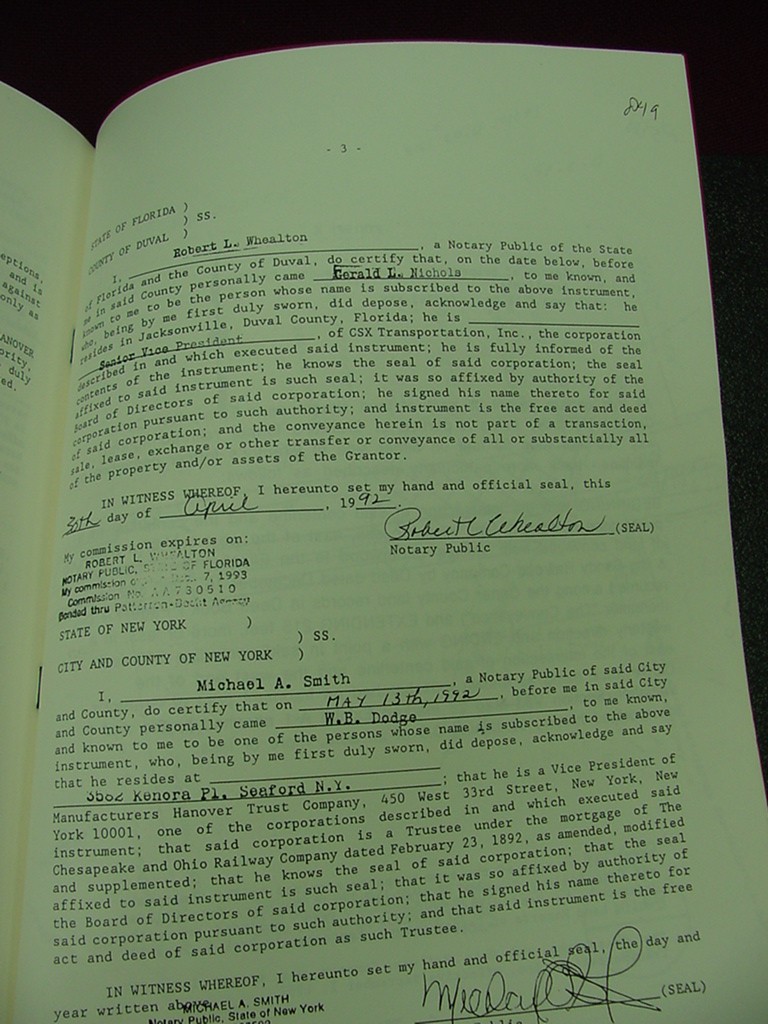 - 3 -
STATE OF FLORIDA )
) SS.
COUNTY OF DUVAL )
I, Robert L. Whealton, a Notary Public of the State
of Florida and the County of Duval, do certify that, on the date below, before
me in said County personally came Gerald L. Nichols, to me known, and
known to me to be the person whose name is subscribed to the above instrument,
who, being by me first duly sworn, did depose, acknowledge and say that: he
resides in Jacksonville, Duval County, Florida; he is
Senior Vice President, of CSX Transportation, Inc., the corporation
described in and which executed said instrument; he is fully informed of the
contents of the instrument; he knows the seal of said corporation; the seal
affixed to said instrument is such seal; it was so affixed by authority of the
Board of Directors of said corporation; he signed his name thereto for said
corporation pursuant to such authority; and instrument is the free act and deed
of said corporation; and the conveyance herein is not part of a transaction,
sale, lease, exchange or other transfer or conveyance of all or substantially all
of the property and/or assets of the Grantor.
IN WITNESS WHEREOF, I hereunto set my hand and official seal, this
30th day of April, 1992.
Robert L Whealton (SEAL)
Notary Public
My commission expires on:
ROBERT L. WHEALTON
NOTARY PUBLIC, STATE OF FLORIDA
My commission 7, 1993
Commission No. AA 730510
Bonded thru Agency
STATE OF NEW YORK )
) SS.
CITY AND COUNTY OF NEW YORK )
I, Michael A. Smith, a Notary Public of said City
and County, do certify that on MAY 13th, 1992, before me in said City
and County personally came W.B. Dodge, to me known,
and known to me to be one of the persons whose name is subscribed to the above
instrument, who, being by me first duly sworn, did depose, acknowledge and say
that he resides at
Kenora Pl. Seaford N.Y.; that he is a Vice President of
Manufacturers Hanover Trust Company, 450 West 33rd Street, New York, New
York 10001, one of the corporations described in and which executed said
instrument; that said corporation is a Trustee under the mortgage of The
Chesapeake and Ohio Railway Company dated February 23, 1892, as amended, modified
and supplemented; that he knows the seal of said corporation; that the seal
affixed to said instrument is such seal; that it was so affixed by authority of
the Board of Directors of said corporation; that he signed his name thereto for
said corporation pursuant to such authority; and that said instrument is the free
act and deed of said corporation as such Trustee.
IN WITNESS WHEREOF, I hereunto set my hand and official seal, the day and
year written above.
(SEAL)
MICHAEL A. SMITH
Notary Public, State of New York